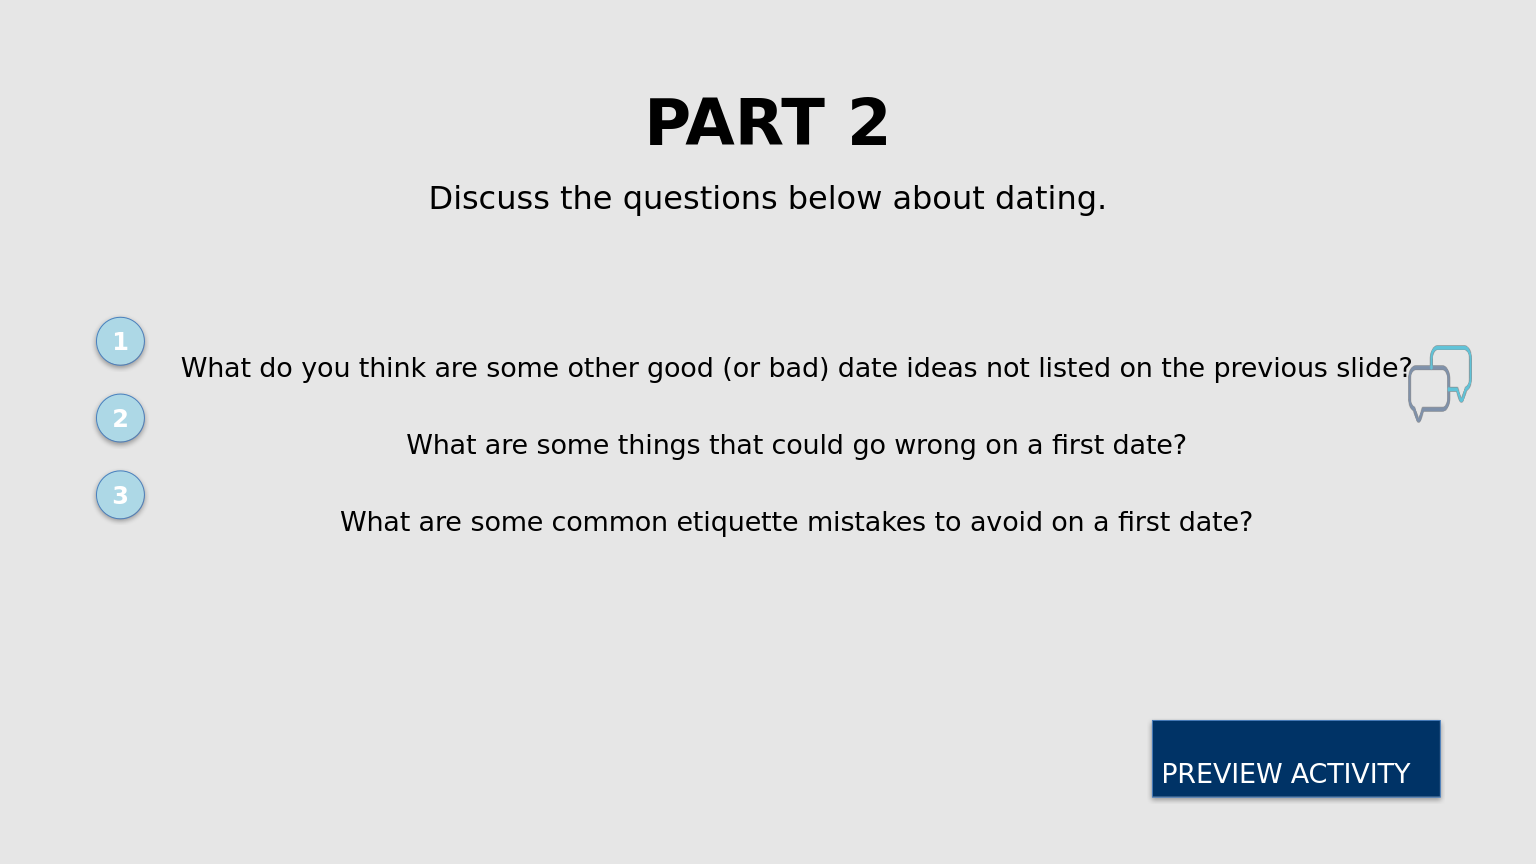 PART 2
Discuss the questions below about dating.
1
What do you think are some other good (or bad) date ideas not listed on the previous slide?
2
What are some things that could go wrong on a first date?
3
What are some common etiquette mistakes to avoid on a first date?
PREVIEW ACTIVITY